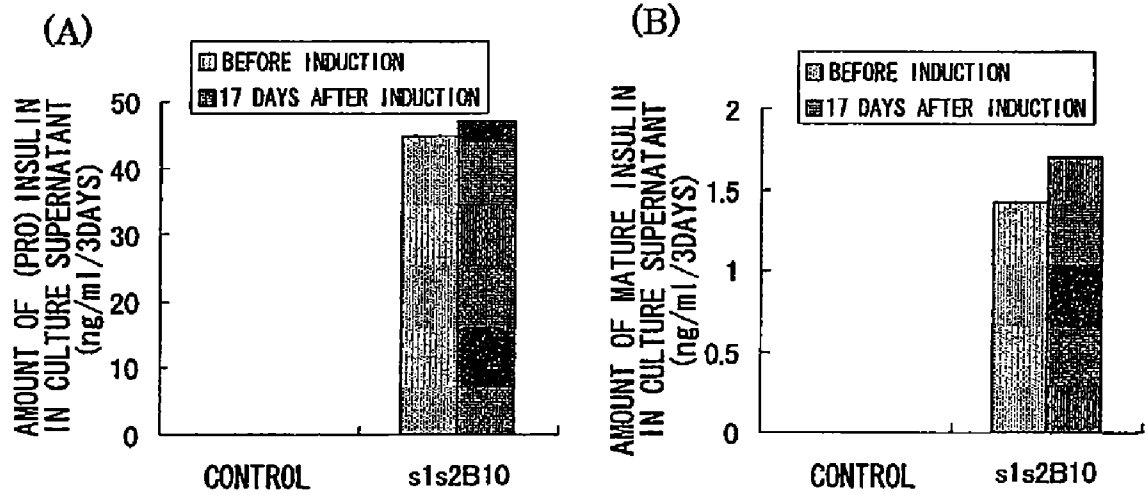 (A)
BEFORE INDUCTION
17 DAYS AFTER INDUCTION
AMOUNT OF (PRO) INSULIN
IN CULTURE SUPERNATANT
(ng/ml/3DAYS)
50
40
30
20
10
0
CONTROL
s1s2B10
(B)
BEFORE INDUCTION
17 DAYS AFTER INDUCTION
AMOUNT OF MATURE INSULIN
IN CULTURE SUPERNATANT
(ng/ml/3DAYS)
2
1.5
1
0.5
0
CONTROL
s1s2B10